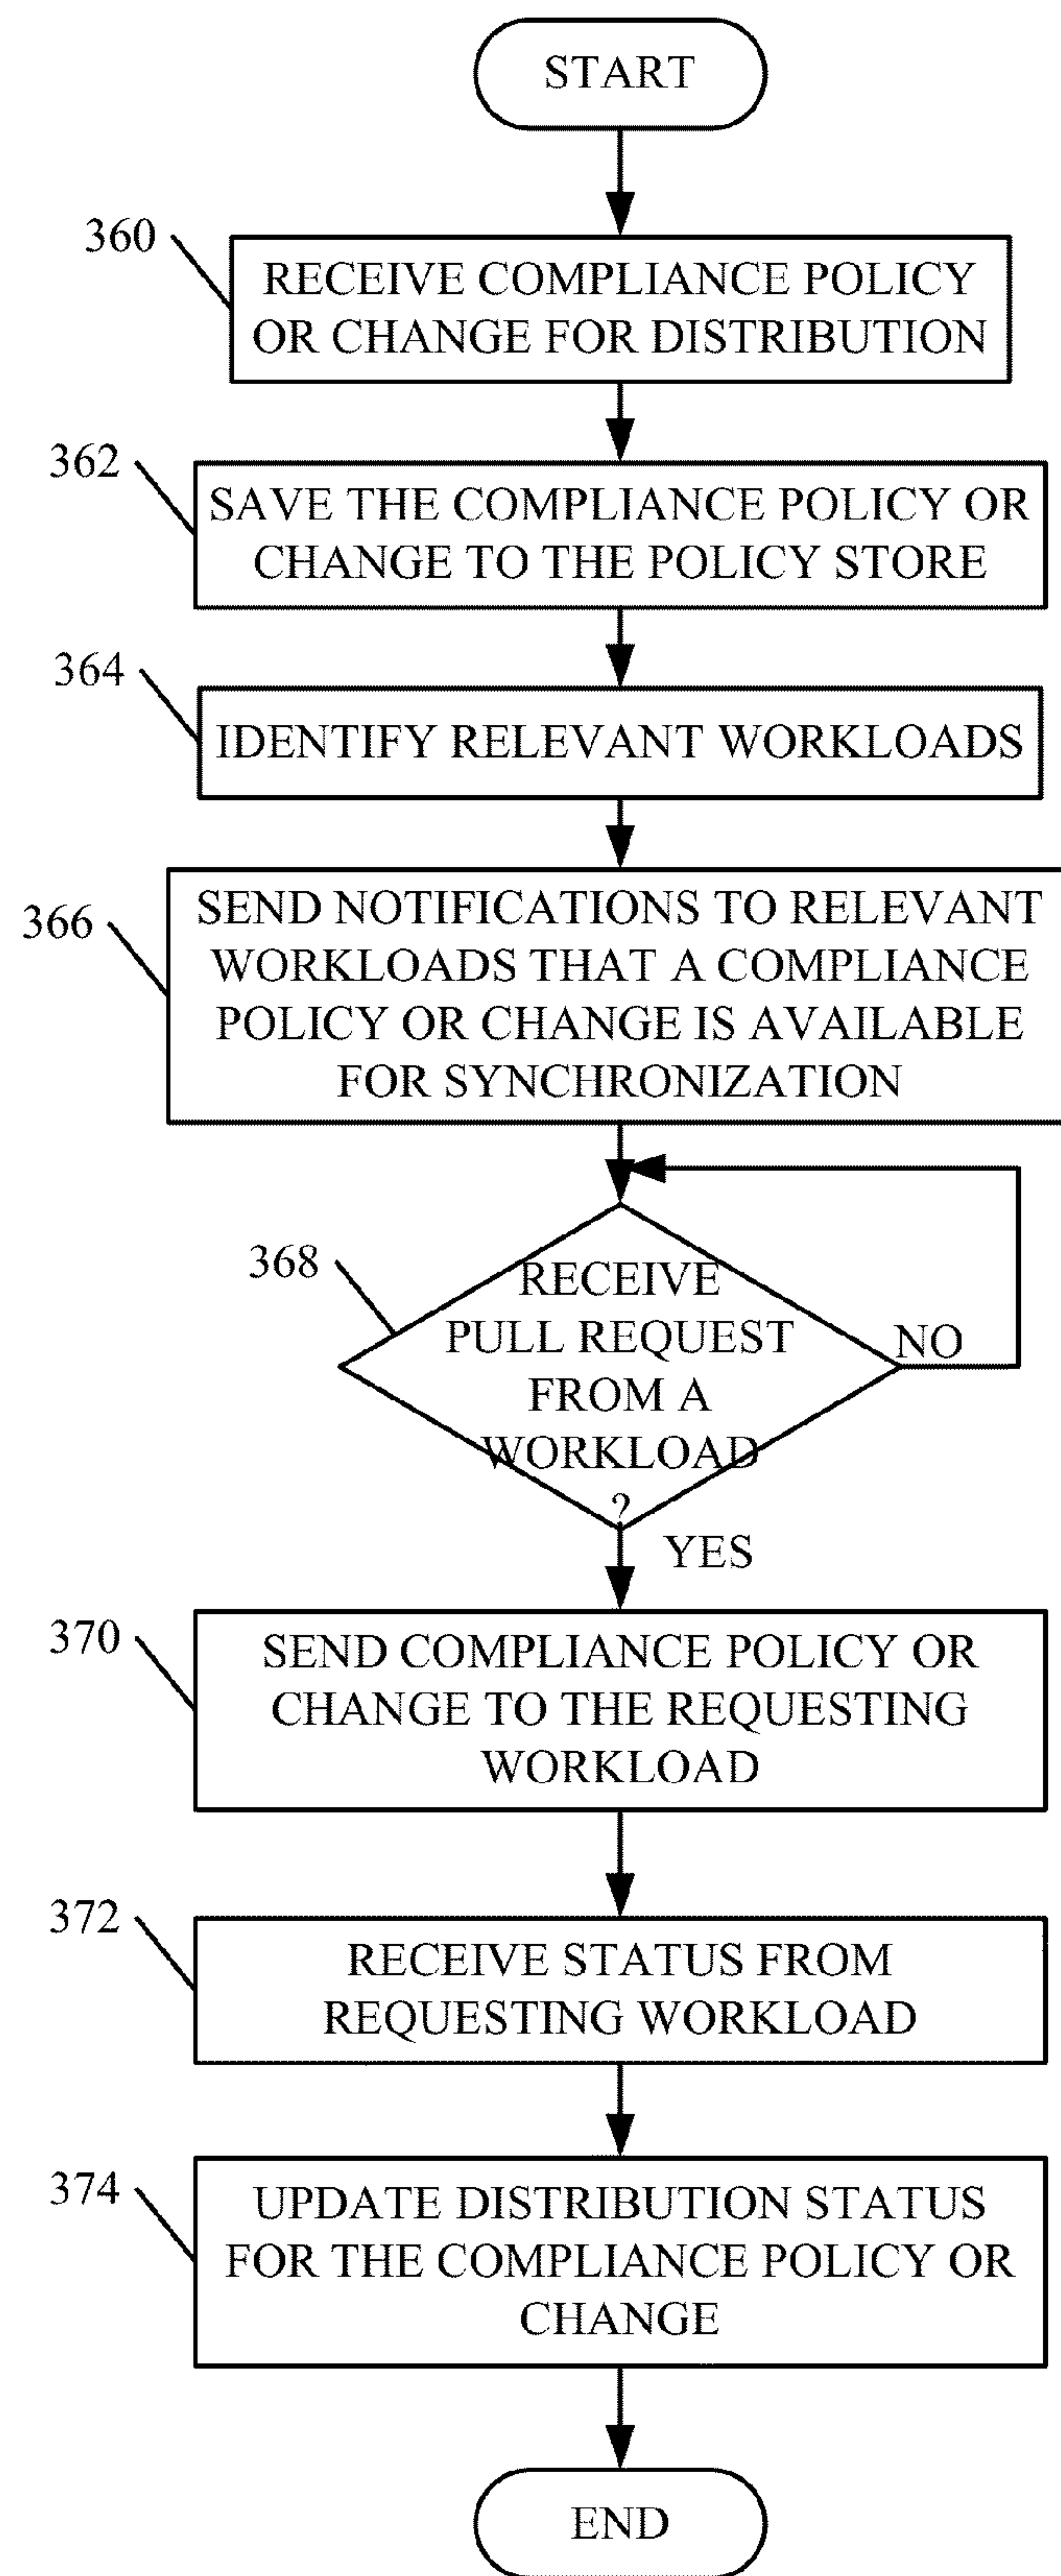 START
360
RECEIVE COMPLIANCE POLICY
OR CHANGE FOR DISTRIBUTION
362
SAVE THE COMPLIANCE POLICY OR
CHANGE TO THE POLICY STORE
364
IDENTIFY RELEVANT WORKLOADS
366
SEND NOTIFICATIONS TO RELEVANT
WORKLOADS THAT A COMPLIANCE
POLICY OR CHANGE IS AVAILABLE
FOR SYNCHRONIZATION
368
RECEIVE
PULL REQUEST
FROM A
WORKLOAD
?
NO
YES
370
SEND COMPLIANCE POLICY OR
CHANGE TO THE REQUESTING
WORKLOAD
372
RECEIVE STATUS FROM
REQUESTING WORKLOAD
374
UPDATE DISTRIBUTION STATUS
FOR THE COMPLIANCE POLICY OR
CHANGE
END